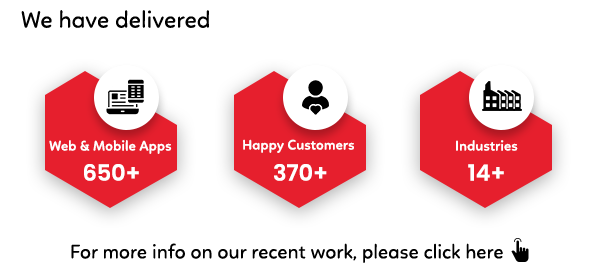 We have delivered
Web & Mobile Apps
650+
Happy Customers
370+
Industries
14+
For more info on our recent work, please click here